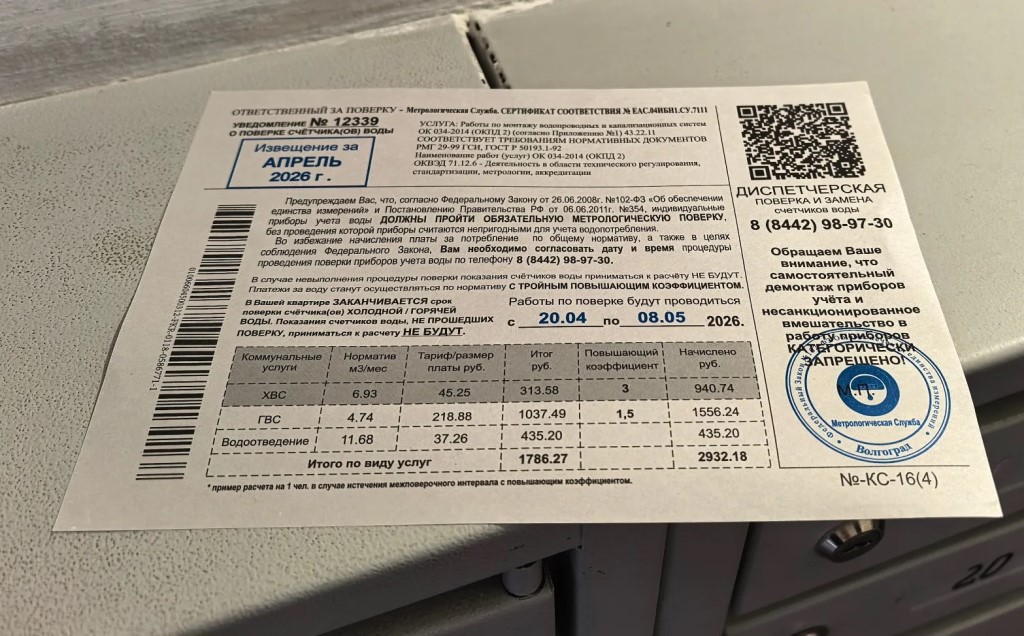 ОТВЕТСТВЕННЫЙ ЗА ПОВЕРКУ – Метрологическая Служба. СЕРТИФИКАТ СООТВЕТСТВИЯ № ЕАС.04ИБН1.СУ.7111
УВЕДОМЛЕНИЕ № 12339
О ПОВЕРКЕ СЧЁТЧИКА(ОВ) ВОДЫ
Извещение за
АПРЕЛЬ
2026 г.
УСЛУГА: Работы по монтажу водопроводных и канализационных систем
ОК 034-2014 (ОКПД 2) (согласно Приложению №1) 43.22.11
СООТВЕТСТВУЕТ ТРЕБОВАНИЯМ НОРМАТИВНЫХ ДОКУМЕНТОВ
РМГ 29-99 ГСИ, ГОСТ Р 50193.1-92
Наименование работ (услуг) ОК 034-2014 (ОКПД 2)
ОКВЭД 71.12.6 - Деятельность в области технического регулирования,
стандартизации, метрологии, аккредитации
Предупреждаем Вас, что, согласно Федеральному Закону от 26.06.2008г. №102-ФЗ «Об обеспечении
единства измерений» и Постановлению Правительства РФ от 06.06.2011г. №354, индивидуальные
приборы учета воды ДОЛЖНЫ ПРОЙТИ ОБЯЗАТЕЛЬНУЮ МЕТРОЛОГИЧЕСКУЮ ПОВЕРКУ,
без проведения которой приборы считаются непригодными для учета водопотребления.
Во избежание начисления платы за потребление по общему нормативу, а также в целях
соблюдения Федерального Закона, Вам необходимо согласовать дату и время процедуры
проведения поверки приборов учета воды по телефону 8 (8442) 98-97-30.
В случае невыполнения процедуры поверки показания счётчиков воды приниматься к расчёту НЕ БУДУТ.
Платежи за воду станут осуществляться по нормативу С ТРОЙНЫМ ПОВЫШАЮЩИМ КОЭФФИЦИЕНТОМ.
В Вашей квартире ЗАКАНЧИВАЕТСЯ срок
поверки счётчика(ов) ХОЛОДНОЙ / ГОРЯЧЕЙ
ВОДЫ. Показания счетчиков воды, НЕ ПРОШЕДШИХ
ПОВЕРКУ, приниматься к расчету НЕ БУДУТ.
Работы по поверке будут проводиться
с 20.04 по 08.05 2026.
Коммунальные услуги Норматив м3/мес Тариф/размер платы руб. Итог руб. Повышающий коэффициент Начислено руб.
ХВС 6.93 45.25 313.58 3 940.74
ГВС 4.74 218.88 1037.49 1,5 1556.24
Водоотведение 11.68 37.26 435.20 435.20
Итого по виду услуг 1786.27 2932.18
* пример расчета на 1 чел. в случае истечения межповерочного интервала с повышающим коэффициентом.
ДИСПЕТЧЕРСКАЯ
ПОВЕРКА И ЗАМЕНА
счетчиков воды
8 (8442) 98-97-30
Обращаем Ваше
внимание, что
самостоятельный
демонтаж приборов
учёта и
несанкционированное
вмешательство в
работу приборов
КАТЕГОРИЧЕСКИ
ЗАПРЕЩЕНО!
М.П.
Метрологическая Служба
Волгоград
№-КС-16(4)
20